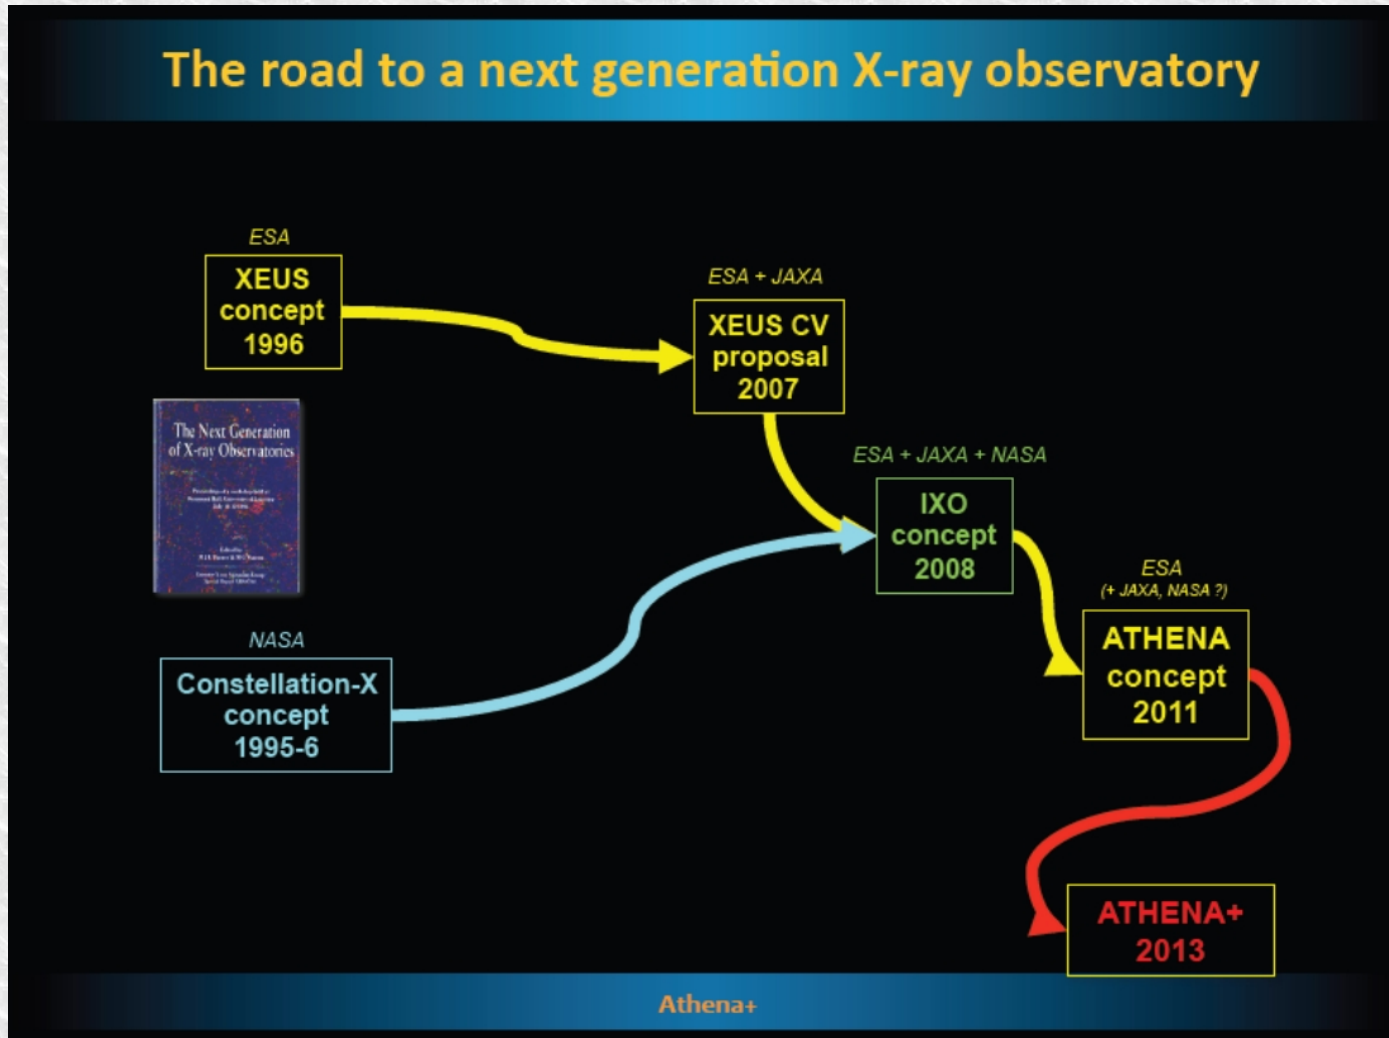 The road to a next generation X-ray observatory
ESA
XEUS
concept
1996
ESA + JAXA
XEUS CV
proposal
2007
The Next Generation
of X-ray Observatories
Edited by
ESA + JAXA + NASA
IXO
concept
2008
ESA
(+ JAXA, NASA ?)
ATHENA
concept
2011
NASA
Constellation-X
concept
1995-6
ATHENA+
2013
Athena+